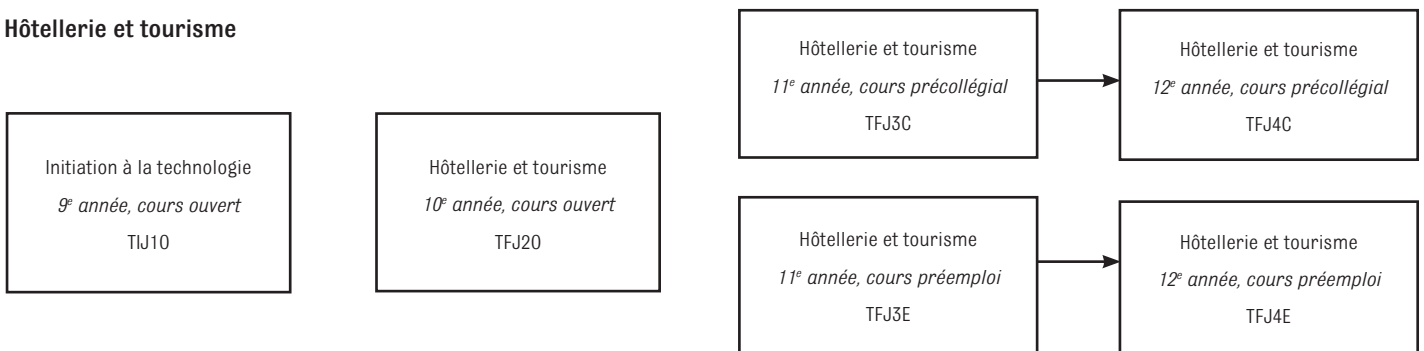 Hôtellerie et tourisme
Initiation à la technologie
9e année, cours ouvert
TIJ1O
Hôtellerie et tourisme
10e année, cours ouvert
TFJ2O
Hôtellerie et tourisme
11e année, cours précollégial
TFJ3C
Hôtellerie et tourisme
12e année, cours précollégial
TFJ4C
Hôtellerie et tourisme
11e année, cours préemploi
TFJ3E
Hôtellerie et tourisme
12e année, cours préemploi
TFJ4E